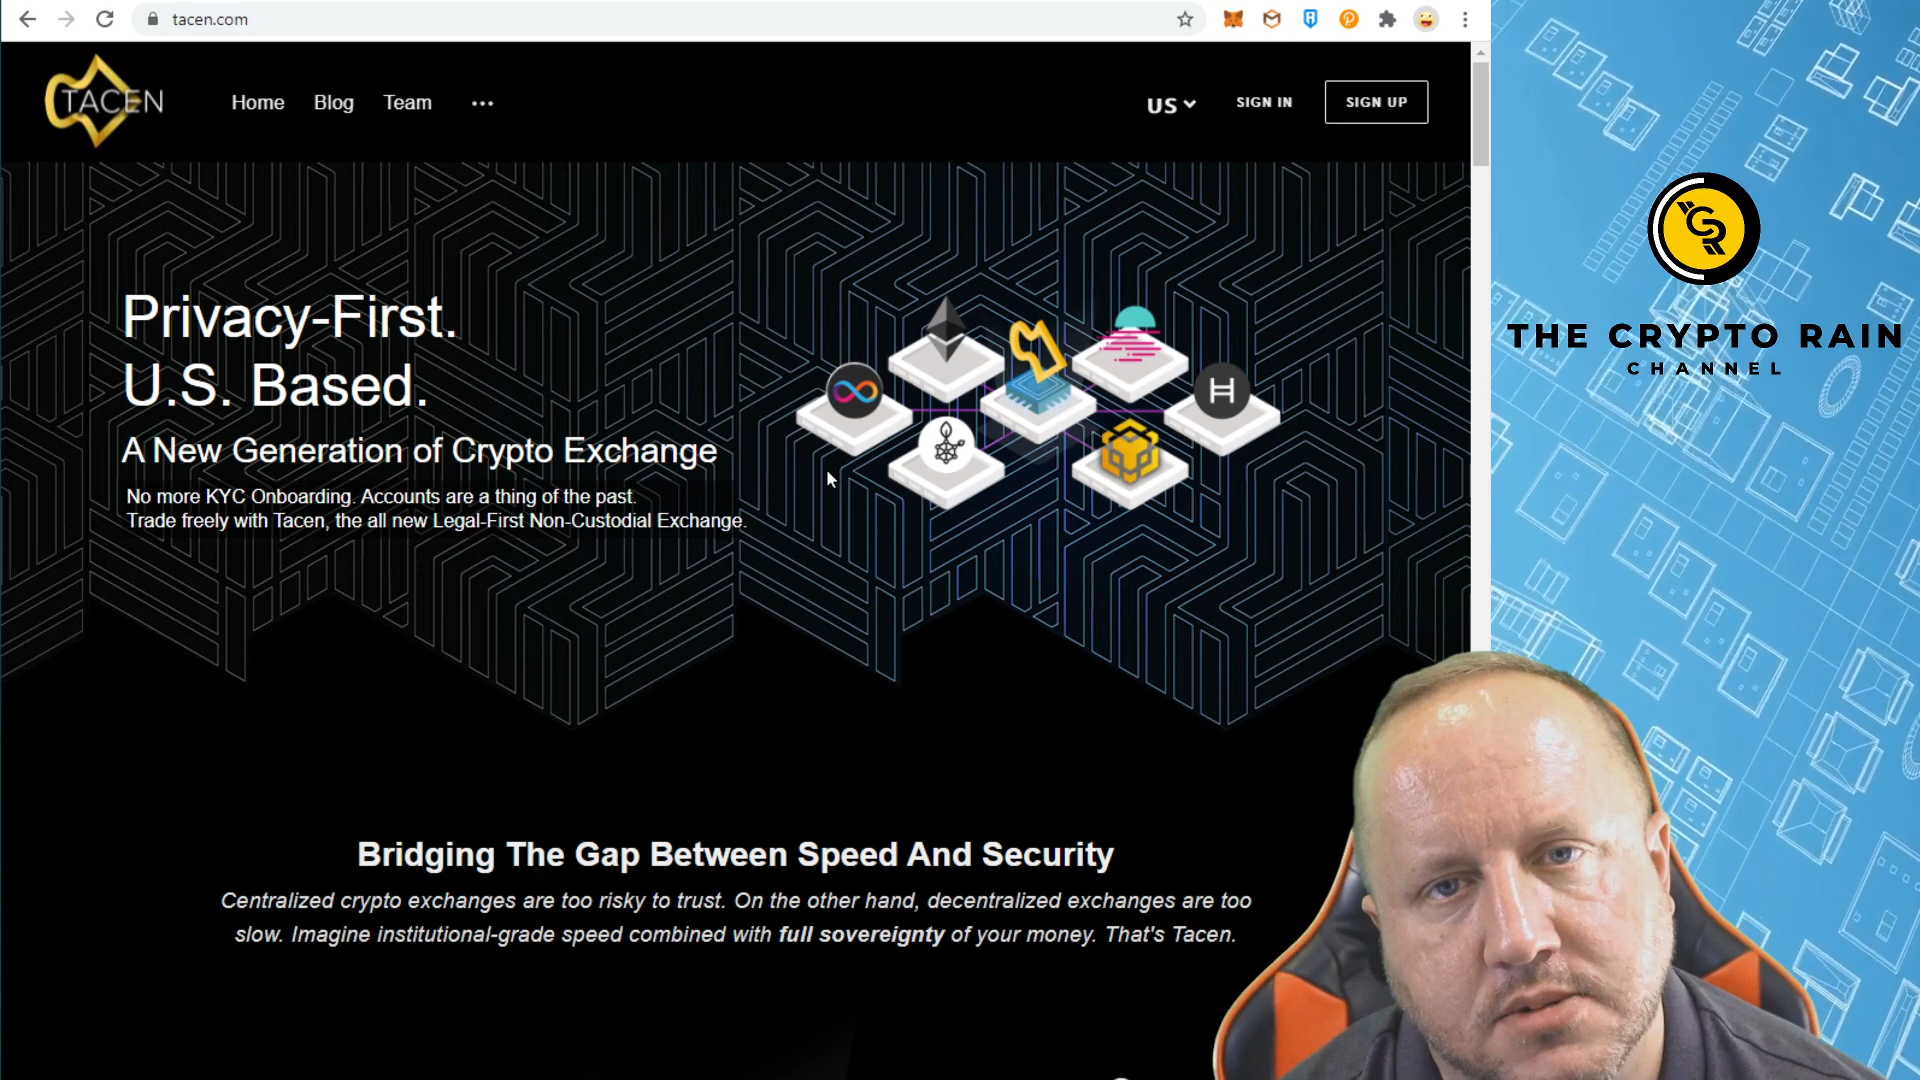 tacen.com
TACEN
Home
Blog
Team
US
SIGN IN
SIGN UP
Privacy-First.
U.S. Based.
A New Generation of Crypto Exchange
No more KYC Onboarding. Accounts are a thing of the past.
Trade freely with Tacen, the all new Legal-First Non-Custodial Exchange.
Bridging The Gap Between Speed And Security
Centralized crypto exchanges are too risky to trust. On the other hand, decentralized exchanges are too
slow. Imagine institutional-grade speed combined with full sovereignty of your money. That's Tacen.
CR
THE CRYPTO RAIN
CHANNEL